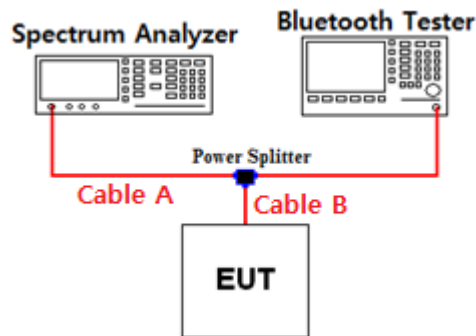 Spectrum Analyzer
Bluetooth Tester
Power Splitter
Cable A
Cable B
EUT